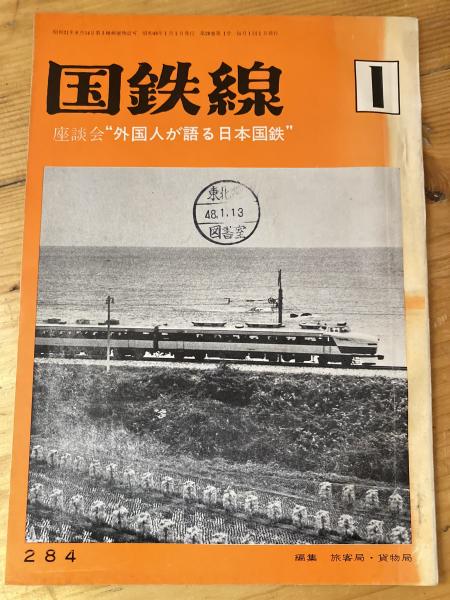 国鉄線
1
座談会“外国人が語る日本国鉄”
東北
48.1.13
図書室
284
編集 旅客局・貨物局